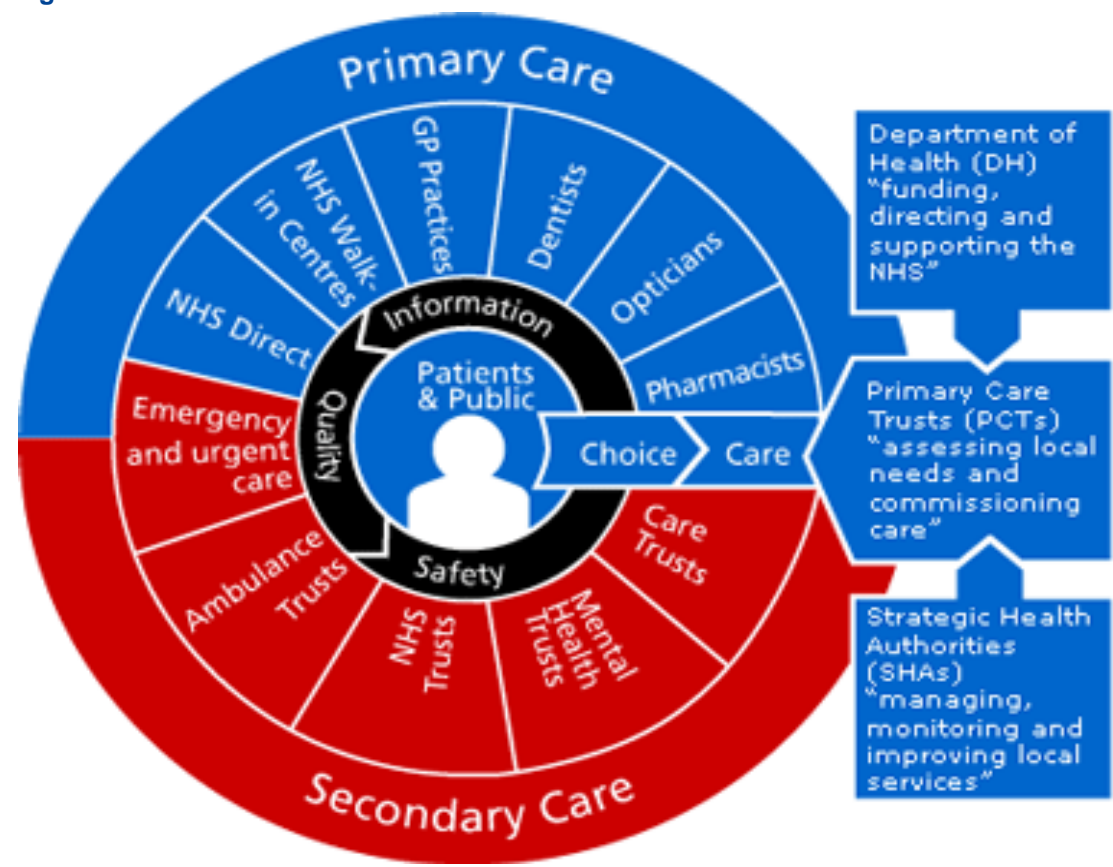 Primary Care
NHS Direct
NHS Walk-
in Centres
GP Practices
Dentists
Opticians
Pharmacists
Information
Quality
Safety
Patients
& Public
Choice
Care
Emergency
and urgent
care
Ambulance
Trusts
NHS
Trusts
Mental
Health
Trusts
Care
Trusts
Secondary Care
Department of
Health (DH)
“funding,
directing and
supporting the
NHS”
Primary Care
Trusts (PCTs)
“assessing local
needs and
commissioning
care”
Strategic Health
Authorities
(SHAs)
“managing,
monitoring and
improving local
services”